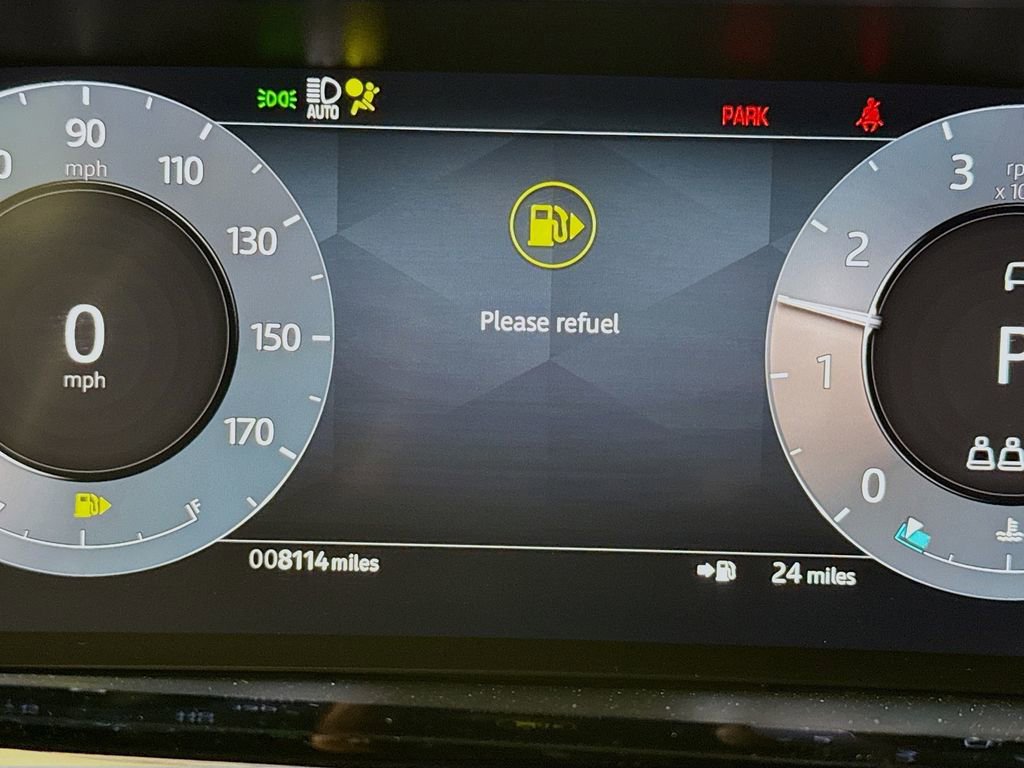 AUTO
PARK
90
mph
110
130
150
170
0
mph
Please refuel
F
3
2
1
0
P
008114 miles
24 miles